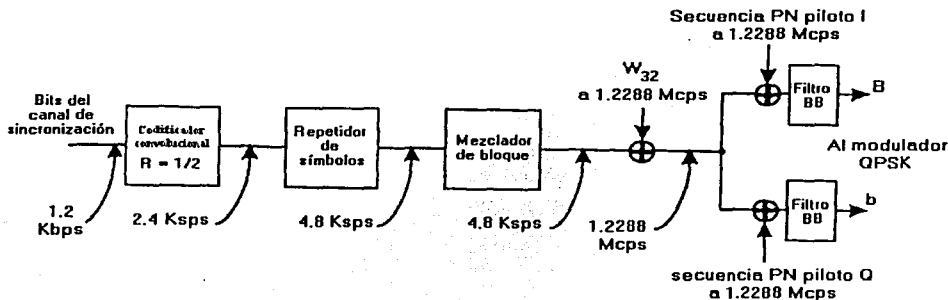 Secuencia PN piloto I
a 1.2288 Mcps
W32
a 1.2288 Mcps
Bits del
canal de
sincronización
Codificador
convolucional
R = 1/2
Repetidor
de
símbolos
Mezclador
de bloque
Filtro
BB
B
Al modulador
QPSK
1.2
Kbps
2.4 Ksps
4.8 Ksps
4.8 Ksps
1.2288
Mcps
Filtro
BB
b
secuencia PN piloto Q
a 1.2288 Mcps